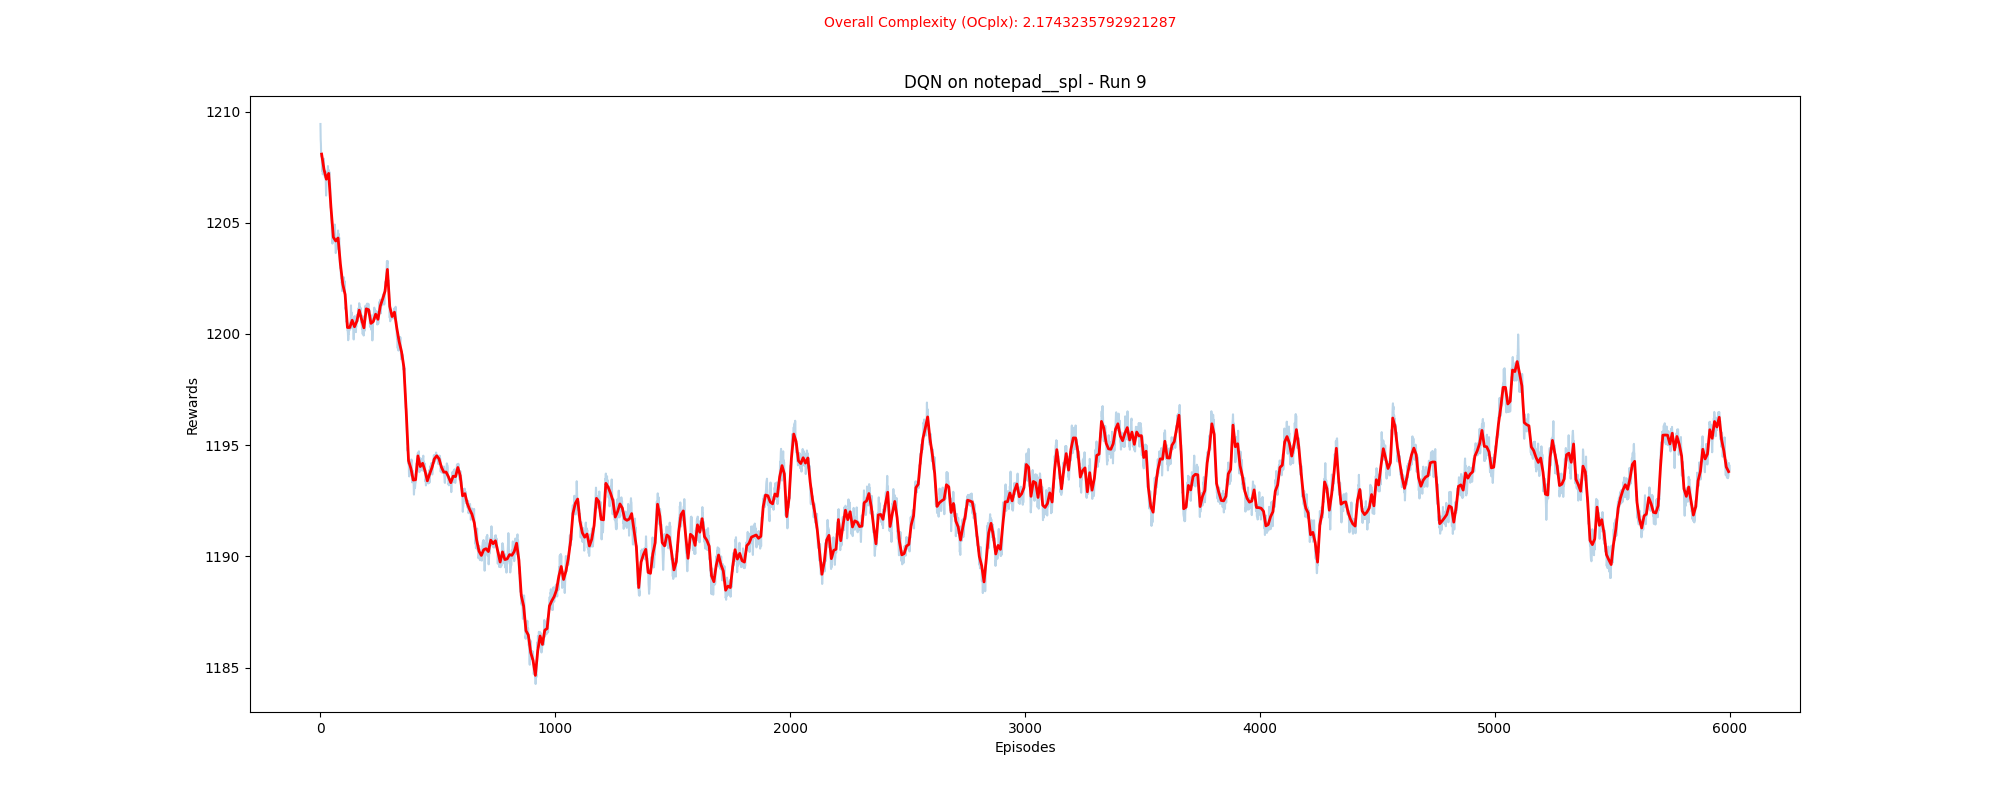 Overall Complexity (OCplx): 2.1743235792921287
DQN on notepad__spl - Run 9
1210
1205
1200
1195
1190
1185
Rewards
0 1000 2000 3000 4000 5000 6000
Episodes